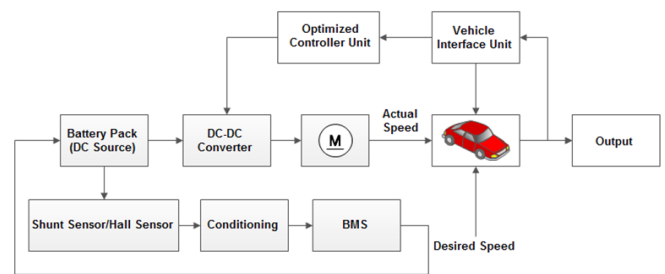 Optimized
Controller Unit
Vehicle
Interface Unit
Battery Pack
(DC Source)
DC-DC
Converter
M
Actual
Speed
Output
Shunt Sensor/Hall Sensor
Conditioning
BMS
Desired Speed